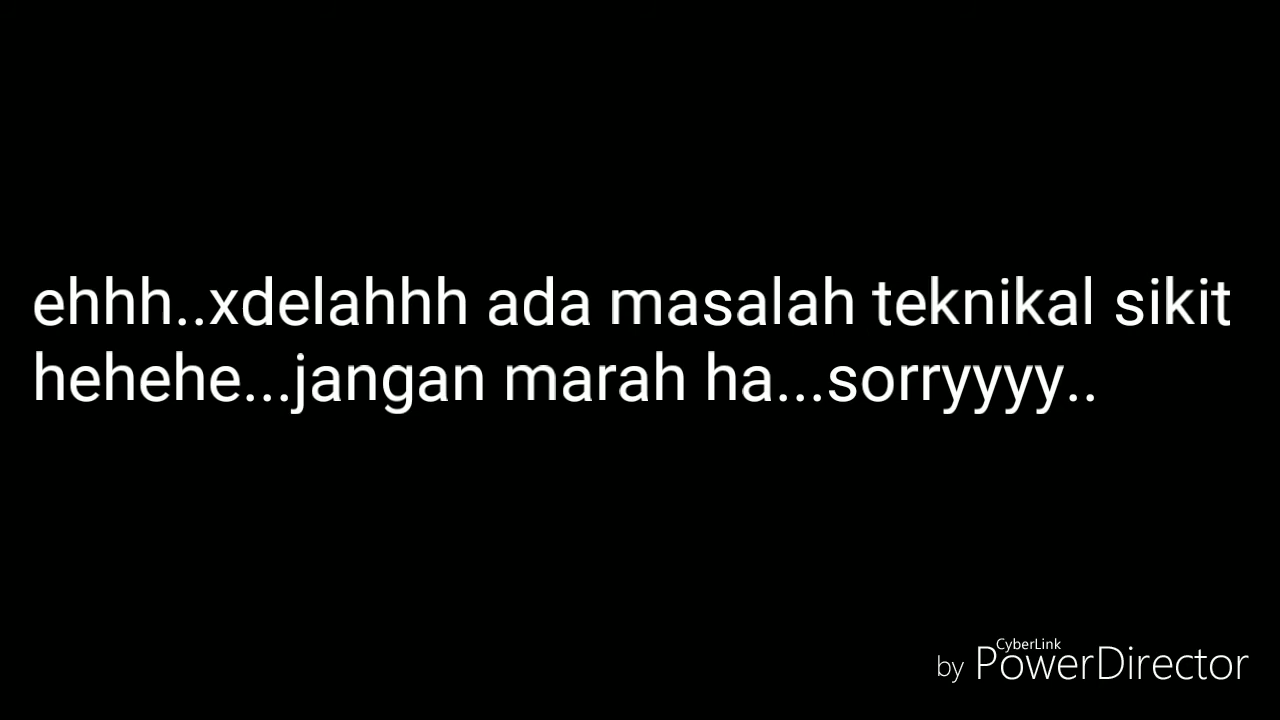 ehhh..xdelahhh ada masalah teknikal sikit
hehehe...jangan marah ha...sorryyyy..
CyberLink
by PowerDirector